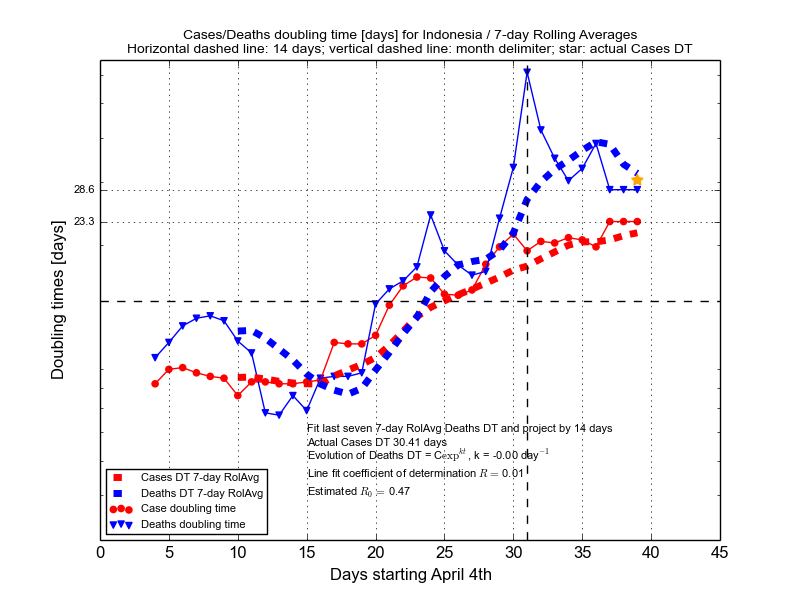 Cases/Deaths doubling time [days] for Indonesia / 7-day Rolling Averages
Horizontal dashed line: 14 days; vertical dashed line: month delimiter; star: actual Cases DT
28.6
23.3
Doubling times [days]
Fit last seven 7-day RolAvg Deaths DT and project by 14 days
Actual Cases DT 30.41 days
Evolution of Deaths DT = Cexp^{kt}, k = -0.00 day^{-1}
Line fit coefficient of determination R = 0.01
Estimated R_0 = 0.47
Cases DT 7-day RolAvg
Deaths DT 7-day RolAvg
Case doubling time
Deaths doubling time
0 5 10 15 20 25 30 35 40 45
Days starting April 4th